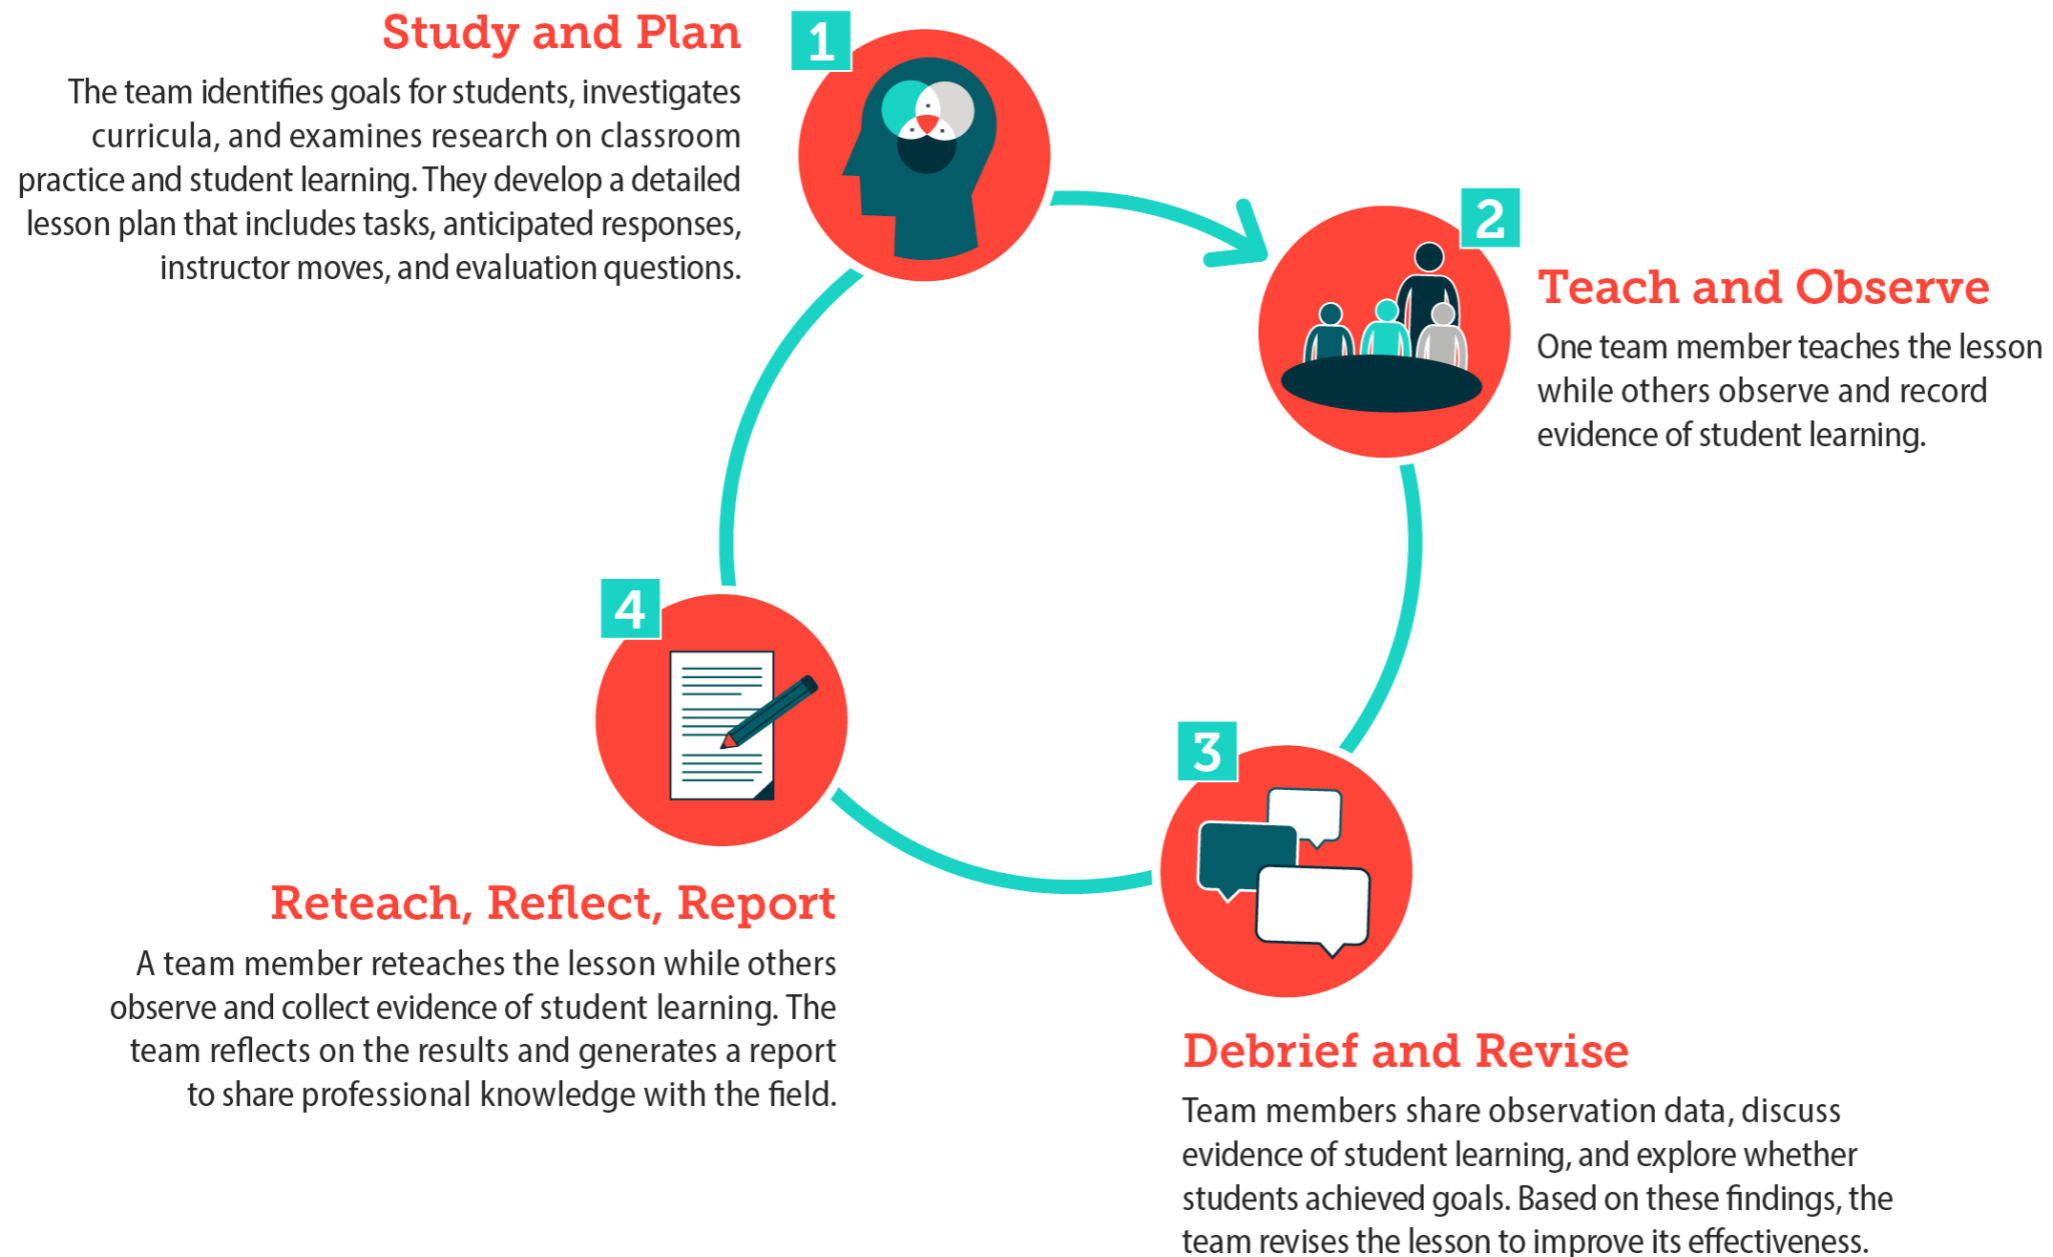 1
Study and Plan
The team identifies goals for students, investigates
curricula, and examines research on classroom
practice and student learning. They develop a detailed
lesson plan that includes tasks, anticipated responses,
instructor moves, and evaluation questions.
2
Teach and Observe
One team member teaches the lesson
while others observe and record
evidence of student learning.
3
Debrief and Revise
Team members share observation data, discuss
evidence of student learning, and explore whether
students achieved goals. Based on these findings, the
team revises the lesson to improve its effectiveness.
4
Reteach, Reflect, Report
A team member reteaches the lesson while others
observe and collect evidence of student learning. The
team reflects on the results and generates a report
to share professional knowledge with the field.